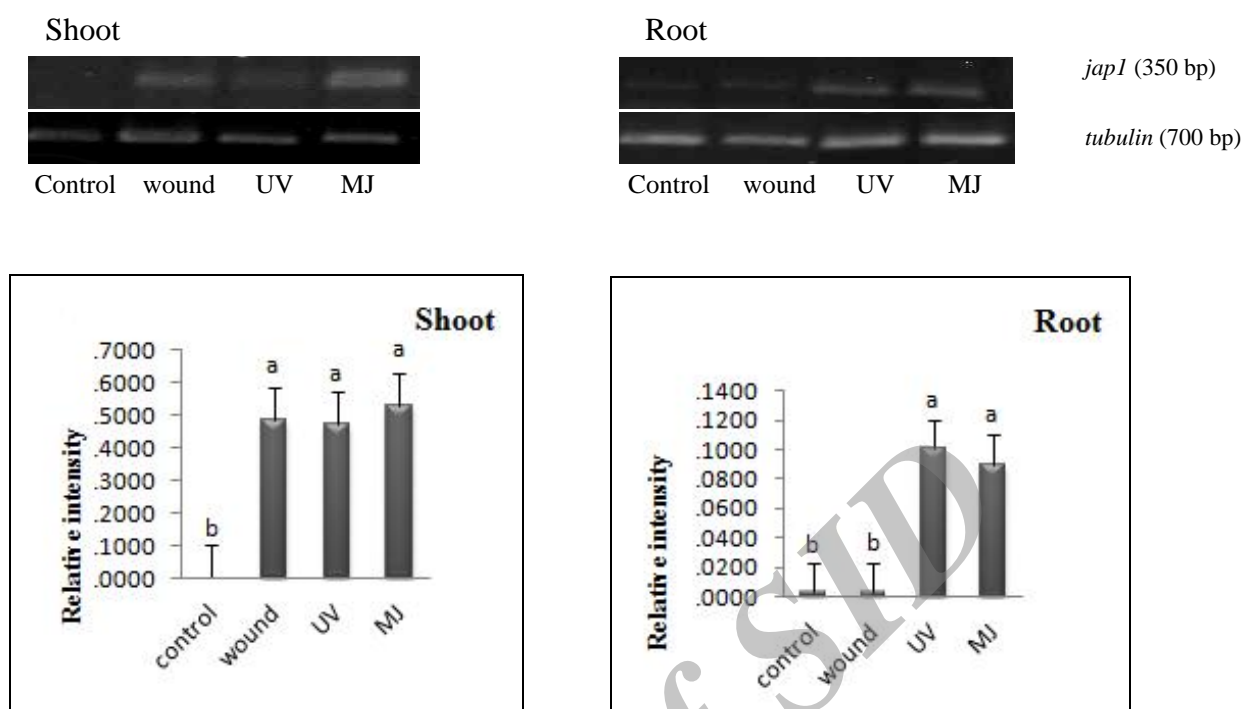 Shoot
Root
jap1 (350 bp)
tubulin (700 bp)
Control wound UV MJ
Control wound UV MJ
Shoot
.7000
.6000
.5000
.4000
.3000
.2000
.1000
.0000
Relative intensity
b
a
a
a
control
wound
UV
MJ
Root
.1400
.1200
.1000
.0800
.0600
.0400
.0200
.0000
Relative intensity
b
b
a
a
control
wound
UV
MJ
f SID